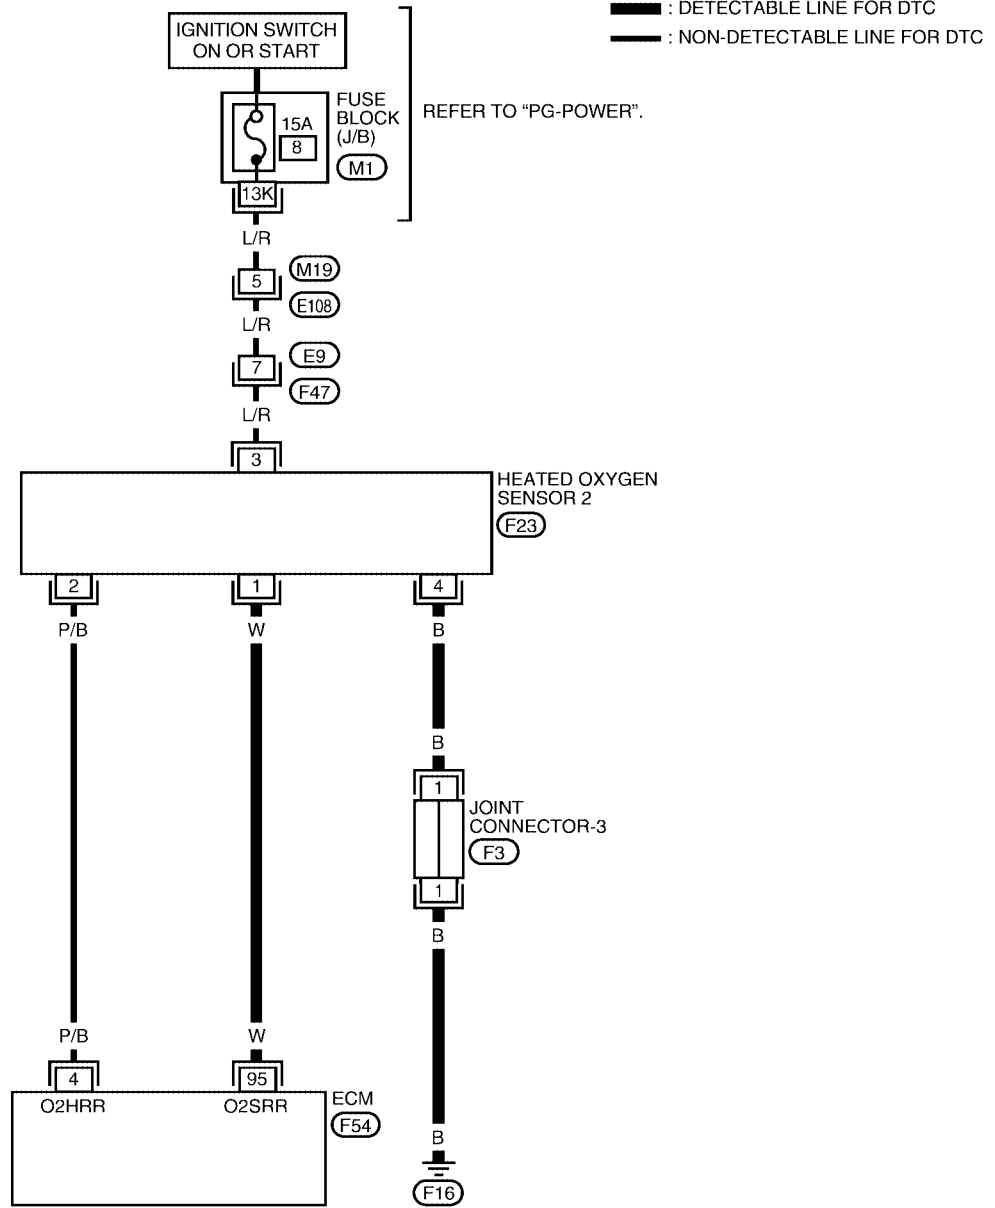 : DETECTABLE LINE FOR DTC
: NON-DETECTABLE LINE FOR DTC
IGNITION SWITCH
ON OR START
FUSE
BLOCK
(J/B)
M1
15A
8
REFER TO “PG-POWER”.
13K
L/R
5
M19
E108
L/R
7
E9
F47
L/R
3
HEATED OXYGEN
SENSOR 2
F23
2
1
4
P/B
W
B
B
1
JOINT
CONNECTOR-3
F3
1
B
P/B
W
4
95
O2HRR
O2SRR
ECM
F54
B
F16